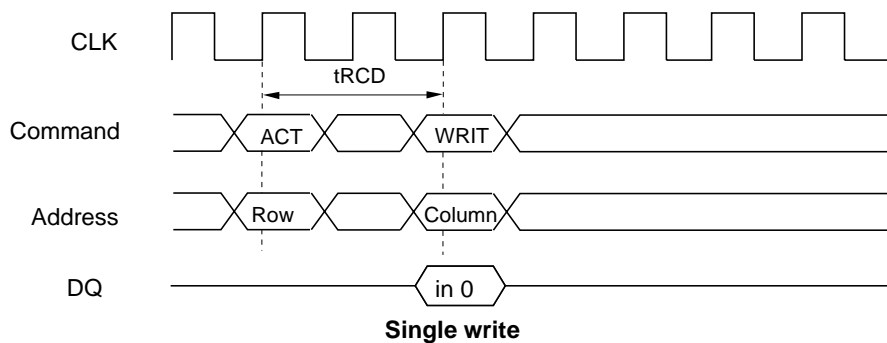 CLK
tRCD
Command ACT WRIT
Address Row Column
DQ in 0
Single write